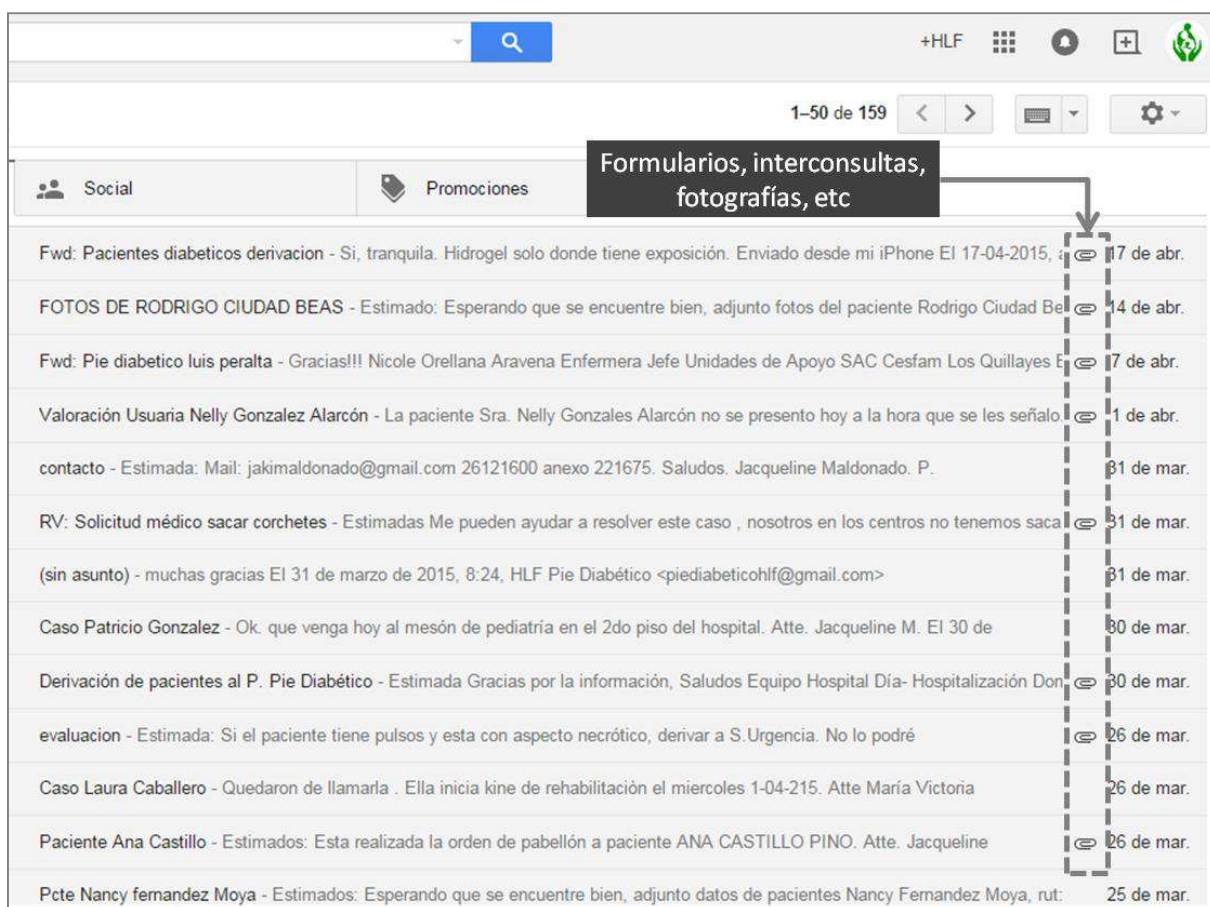 +HLF
1–50 de 159
Formularios, interconsultas,
fotografías, etc
Social
Promociones
Fwd: Pacientes diabeticos derivacion - Si, tranquila. Hidrogel solo donde tiene exposición. Enviado desde mi iPhone El 17-04-2015, 17 de abr.
FOTOS DE RODRIGO CIUDAD BEAS - Estimado: Esperando que se encuentre bien, adjunto fotos del paciente Rodrigo Ciudad Be 14 de abr.
Fwd: Pie diabetico luis peralta - Gracias!!! Nicole Orellana Aravena Enfermera Jefe Unidades de Apoyo SAC Cesfam Los Quillayes 7 de abr.
Valoración Usuaria Nelly Gonzalez Alarcón - La paciente Sra. Nelly Gonzales Alarcón no se presento hoy a la hora que se les señalo. 1 de abr.
contacto - Estimada: Mail: jakimaldonado@gmail.com 26121600 anexo 221675. Saludos. Jacqueline Maldonado. P. 31 de mar.
RV: Solicitud médico sacar corchetes - Estimadas Me pueden ayudar a resolver este caso , nosotros en los centros no tenemos saca 31 de mar.
(sin asunto) - muchas gracias El 31 de marzo de 2015, 8:24, HLF Pie Diabético <piediabeticohlf@gmail.com> 31 de mar.
Caso Patricio Gonzalez - Ok. que venga hoy al mesón de pediatría en el 2do piso del hospital. Atte. Jacqueline M. El 30 de 30 de mar.
Derivación de pacientes al P. Pie Diabético - Estimada Gracias por la información, Saludos Equipo Hospital Día- Hospitalización Don 30 de mar.
evaluacion - Estimada: Si el paciente tiene pulsos y esta con aspecto necrótico, derivar a S.Urgencia. No lo podré 26 de mar.
Caso Laura Caballero - Quedaron de llamarla . Ella inicia kine de rehabilitaciòn el miercoles 1-04-215. Atte María Victoria 26 de mar.
Paciente Ana Castillo - Estimados: Esta realizada la orden de pabellón a paciente ANA CASTILLO PINO. Atte. Jacqueline 26 de mar.
Pcte Nancy fernandez Moya - Estimados: Esperando que se encuentre bien, adjunto datos de pacientes Nancy Fernandez Moya, rut: 25 de mar.